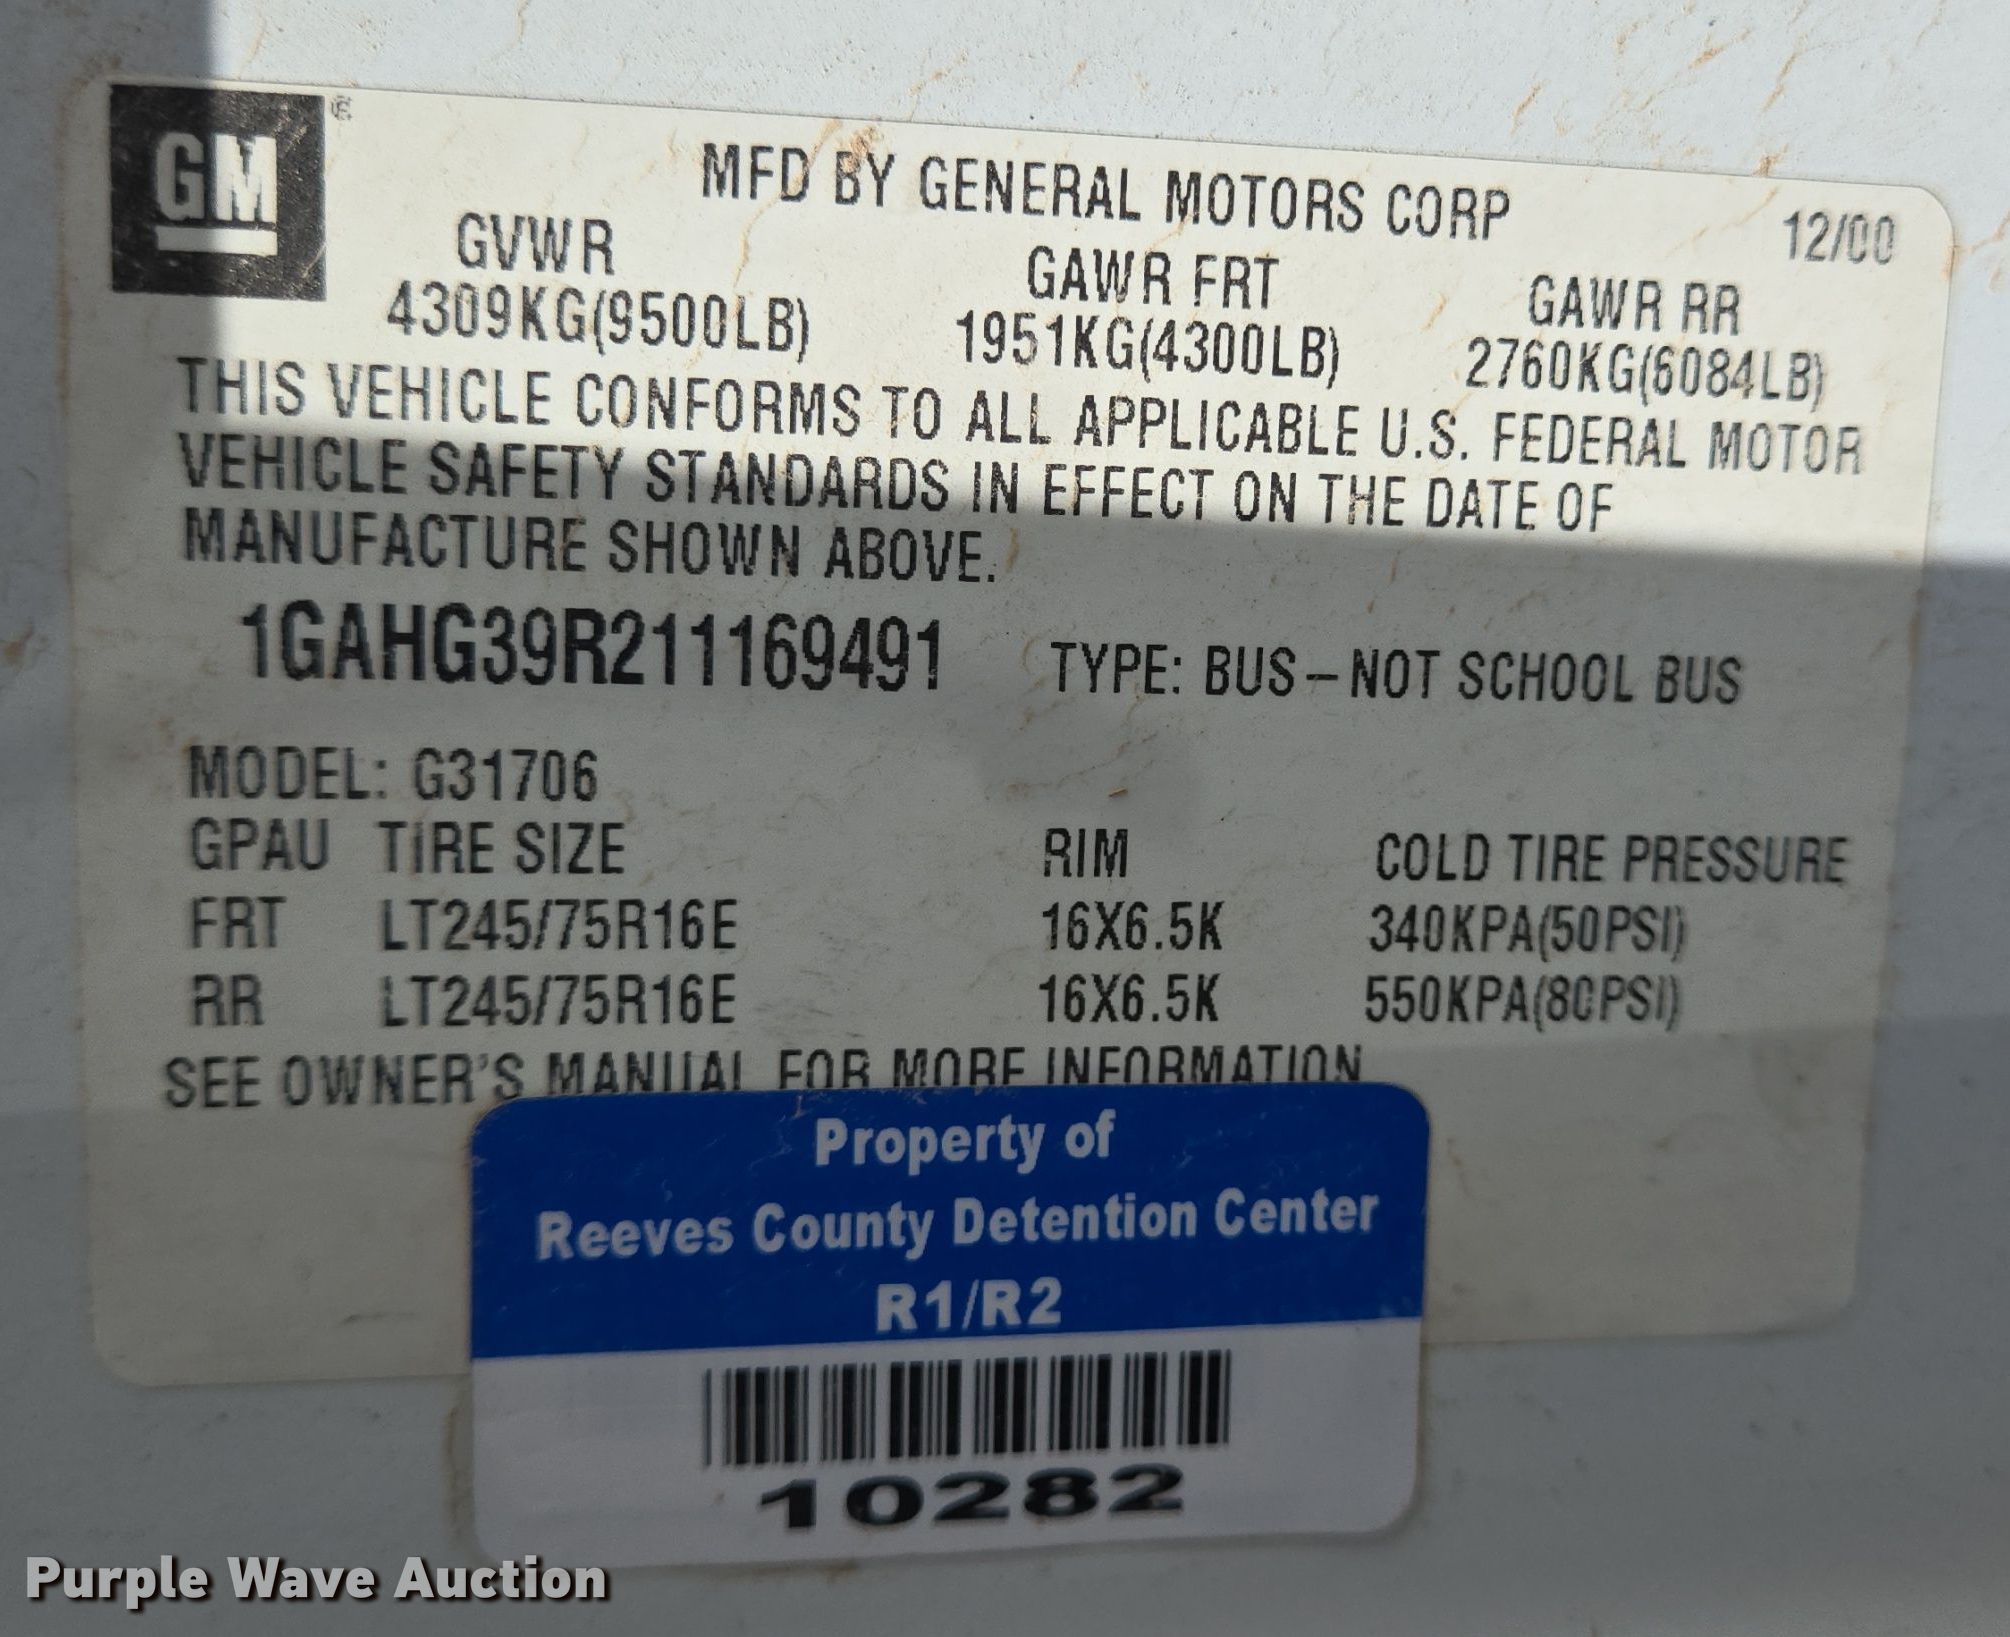 GM
®
MFD BY GENERAL MOTORS CORP
12/00
GVWR GAWR FRT GAWR RR
4309KG(9500LB) 1951KG(4300LB) 2760KG(6084LB)
THIS VEHICLE CONFORMS TO ALL APPLICABLE U.S. FEDERAL MOTOR
VEHICLE SAFETY STANDARDS IN EFFECT ON THE DATE OF
MANUFACTURE SHOWN ABOVE.
1GAHG39R211169491 TYPE: BUS – NOT SCHOOL BUS
MODEL: G31706
GPAU TIRE SIZE RIM COLD TIRE PRESSURE
FRT LT245/75R16E 16X6.5K 340KPA(50PSI)
RR LT245/75R16E 16X6.5K 550KPA(80PSI)
SEE OWNER'S MANUAL FOR MORE INFORMATION
Property of
Reeves County Detention Center
R1/R2
10282
Purple Wave Auction